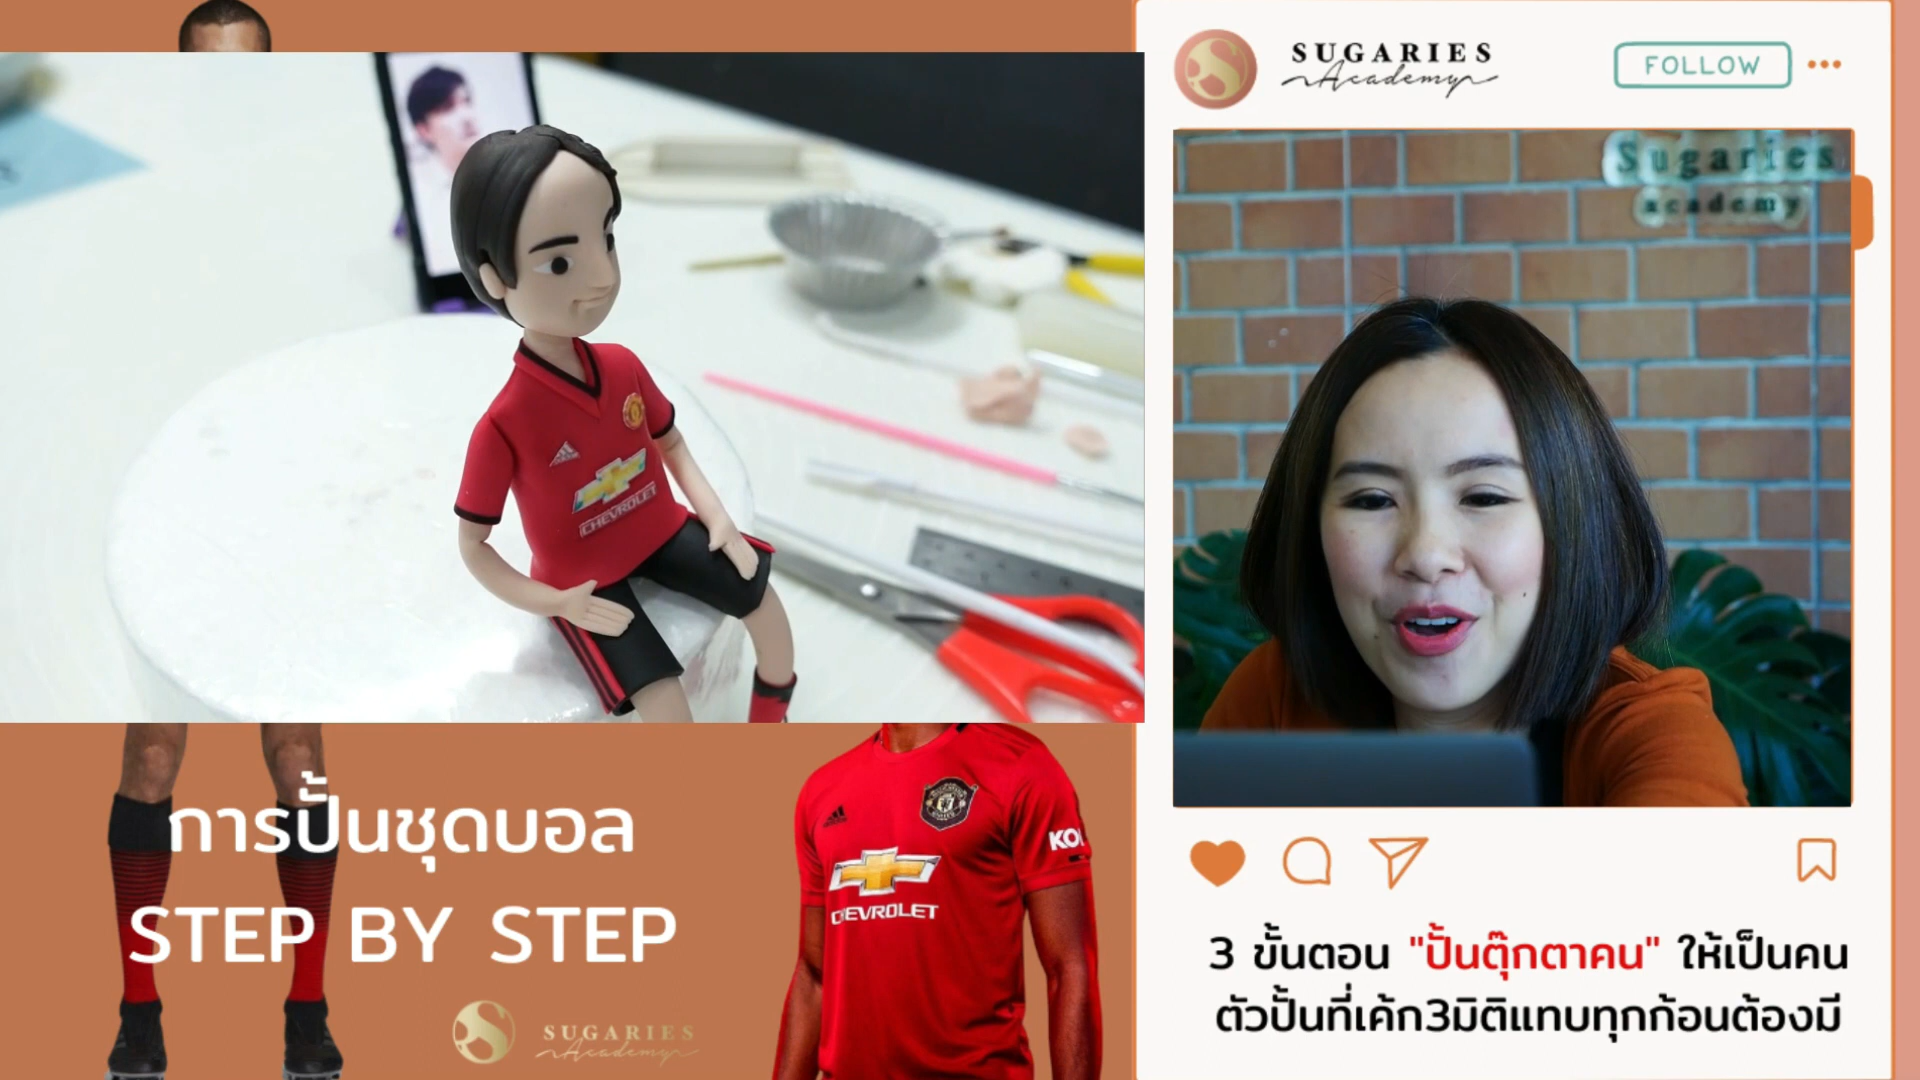 CHEVROLET
การปั้นชุดบอล
STEP BY STEP
SUGARIES
Academy
CHEVROLET
SUGARIES
Academy
FOLLOW
Sugaries
academy
3 ขั้นตอน "ปั้นตุ๊กตาคน" ให้เป็นคน
ตัวปั้นที่เค้ก3มิติแทบทุกก้อนต้องมี